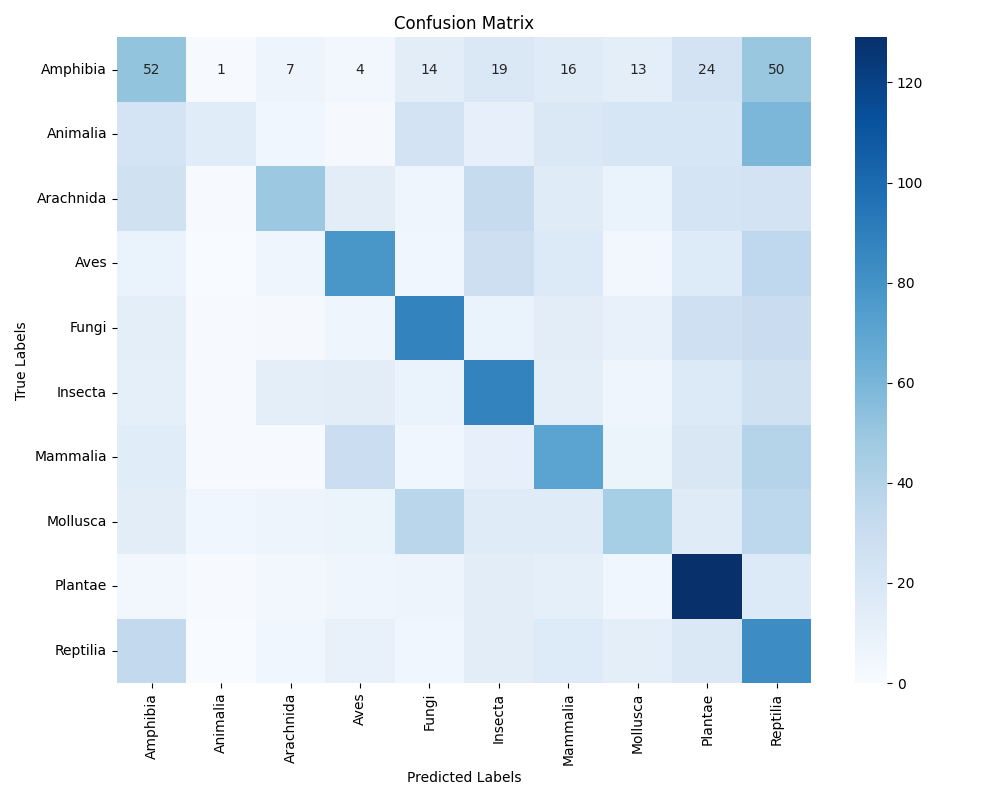 Confusion Matrix
True Labels
Amphibia 52 1 7 4 14 19 16 13 24 50
Animalia
Arachnida
Aves
Fungi
Insecta
Mammalia
Mollusca
Plantae
Reptilia
Amphibia Animalia Arachnida Aves Fungi Insecta Mammalia Mollusca Plantae Reptilia
Predicted Labels
120
100
80
60
40
20
0